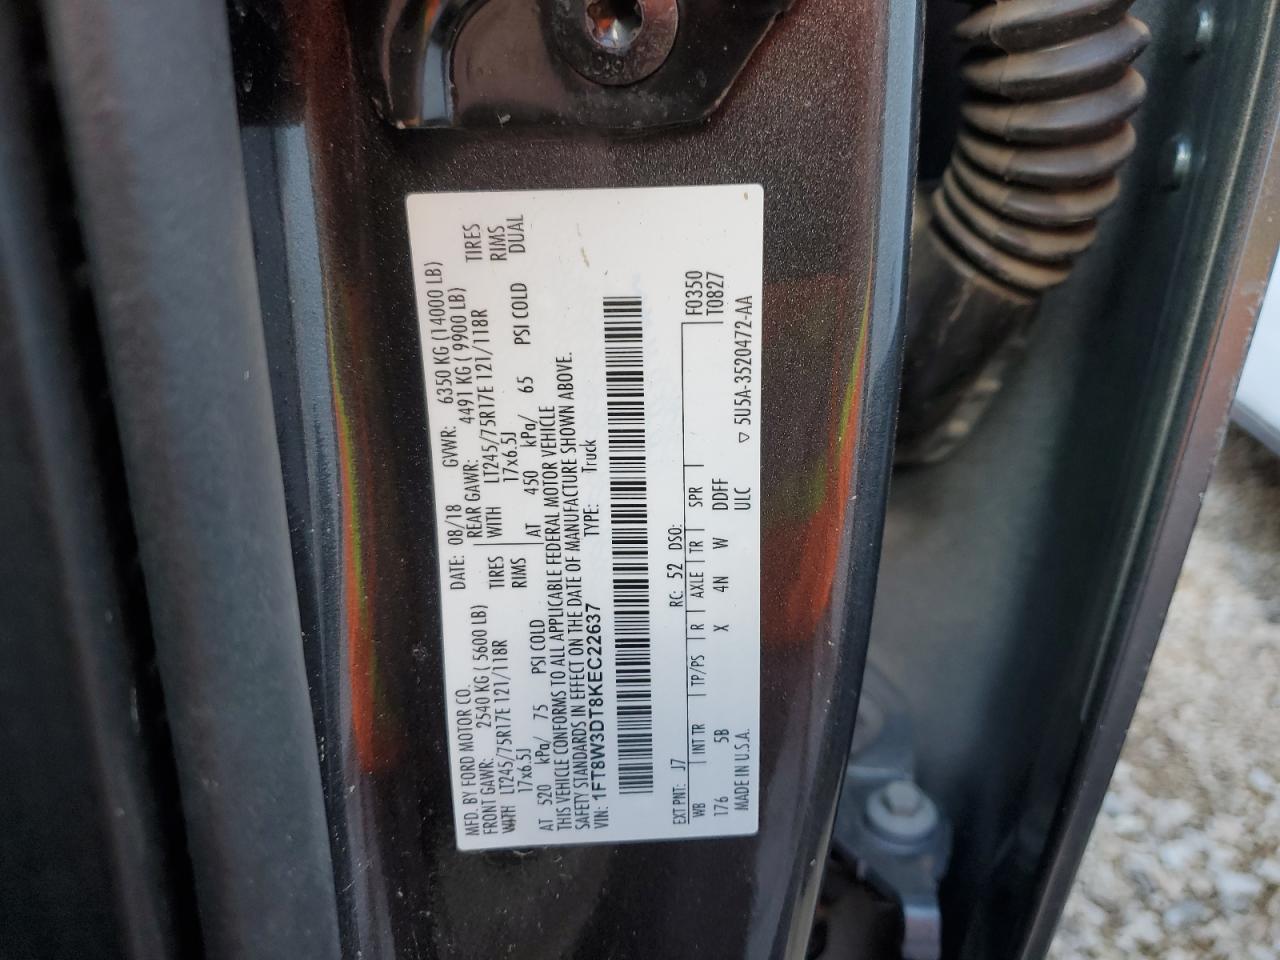 MFD. BY FORD MOTOR CO. DATE: 08/18 GVWR: 6350 KG (14000 LB)
FRONT GAWR: 2540 KG ( 5600 LB) REAR GAWR: 4491 KG ( 9900 LB)
WITH LT245/75R17E 121/118R TIRES WITH LT245/75R17E 121/118R TIRES
17x6.5J RIMS 17x6.5J RIMS
AT 520 kPa/ 75 PSI COLD AT 450 kPa/ 65 PSI COLD DUAL
THIS VEHICLE CONFORMS TO ALL APPLICABLE FEDERAL MOTOR VEHICLE
SAFETY STANDARDS IN EFFECT ON THE DATE OF MANUFACTURE SHOWN ABOVE.
VIN: 1FT8W3DT8KEC22637 TYPE: Truck
EXT PNT: J7 RC: 52 DSO: F0350
WB INT TR TP/PS R AXLE TR SPR T0827
176 5B X 4N W DDFF
MADE IN U.S.A. ULC ▽ 5U5A-3520472-AA